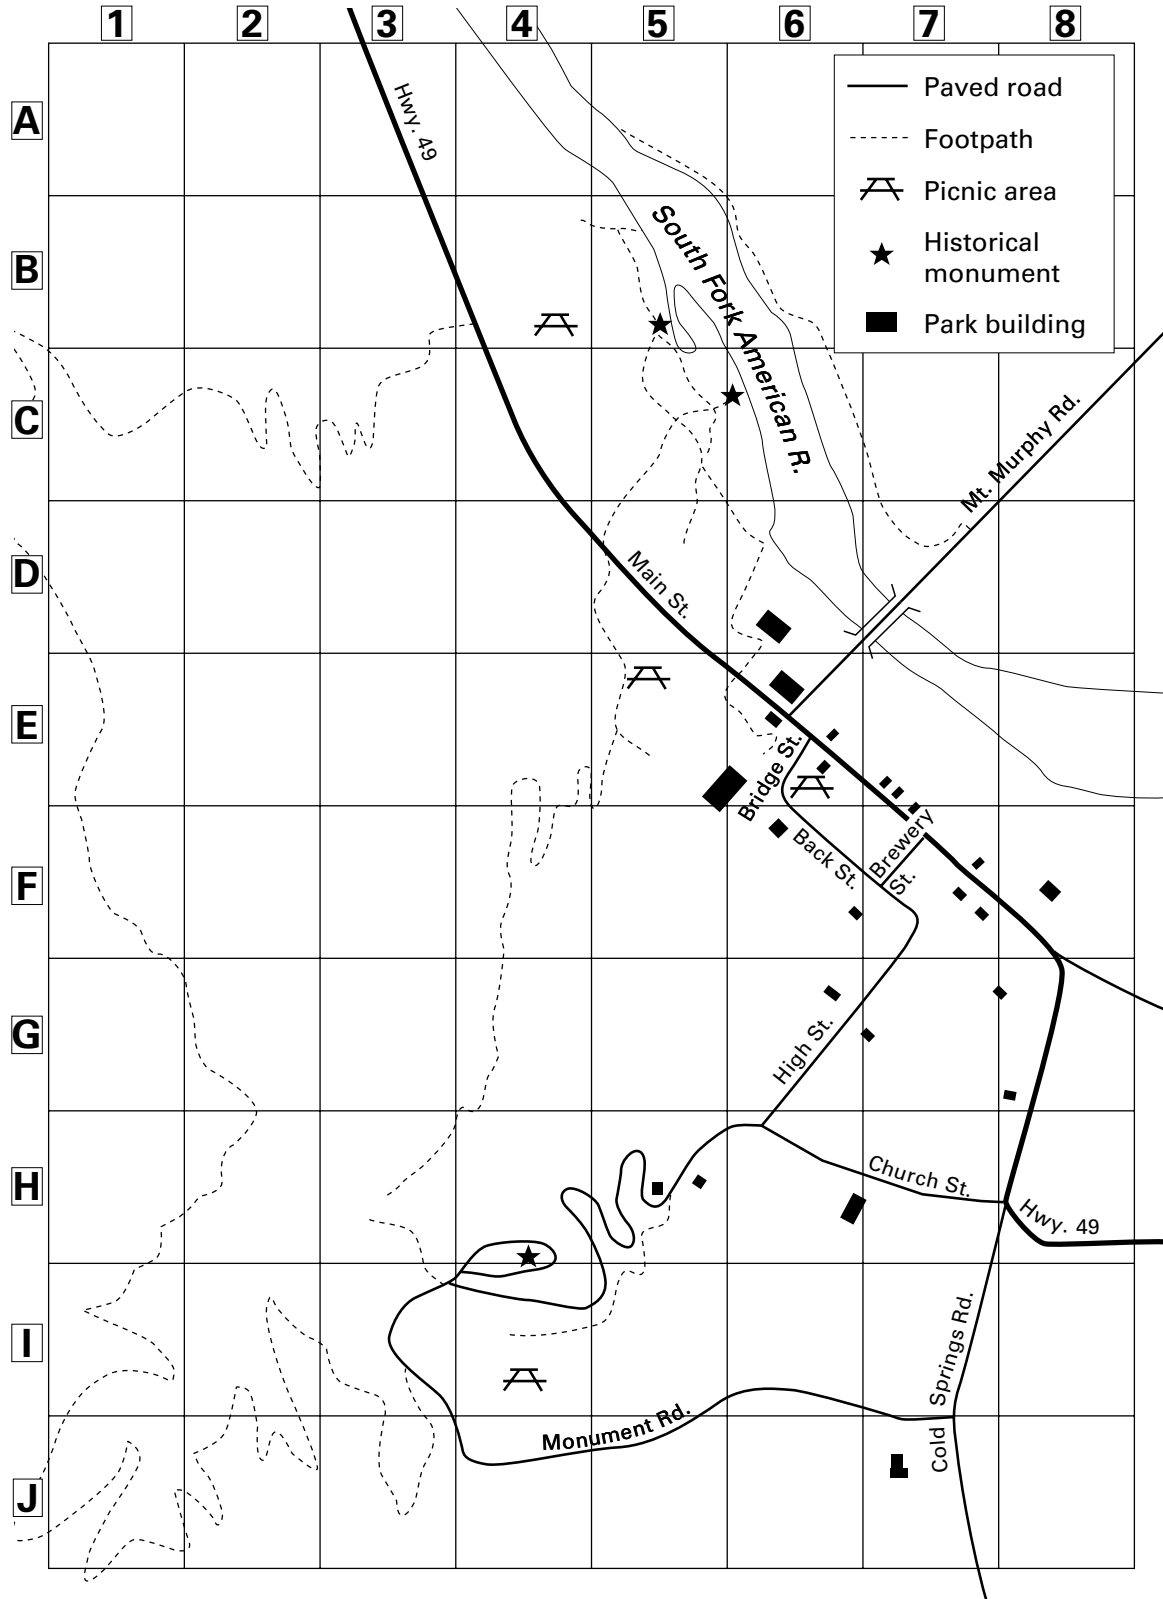 1 2 3 4 5 6 7 8
A
B
C
D
E
F
G
H
I
J
Paved road
Footpath
Picnic area
Historical
monument
Park building
Hwy. 49
South Fork American R.
Mt. Murphy Rd.
Main St.
Bridge St.
Back St.
Brewery
St.
High St.
Church St.
Hwy. 49
Cold Springs Rd.
Monument Rd.